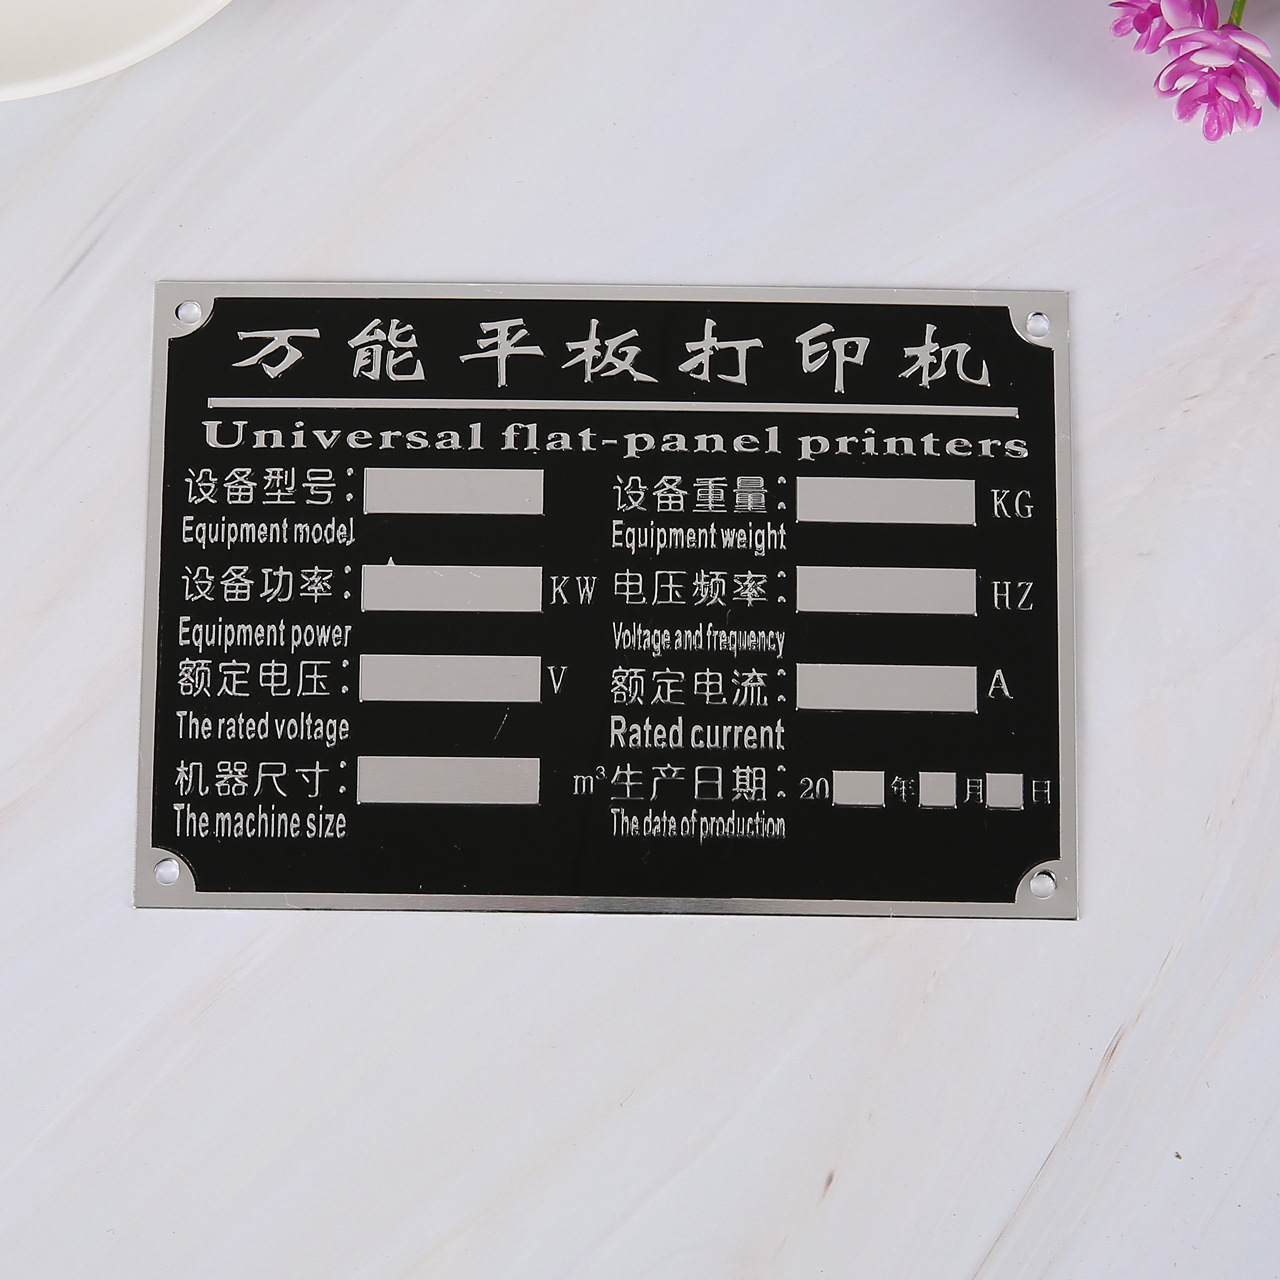 万能平板打印机
Universal flat-panel printers
设备型号：
Equipment model
设备重量： KG
Equipment weight
设备功率： KW
Equipment power
电压频率： HZ
Voltage and frequency
额定电压： V
The rated voltage
额定电流： A
Rated current
机器尺寸： m³
The machine size
生产日期：20 年 月 日
The date of production